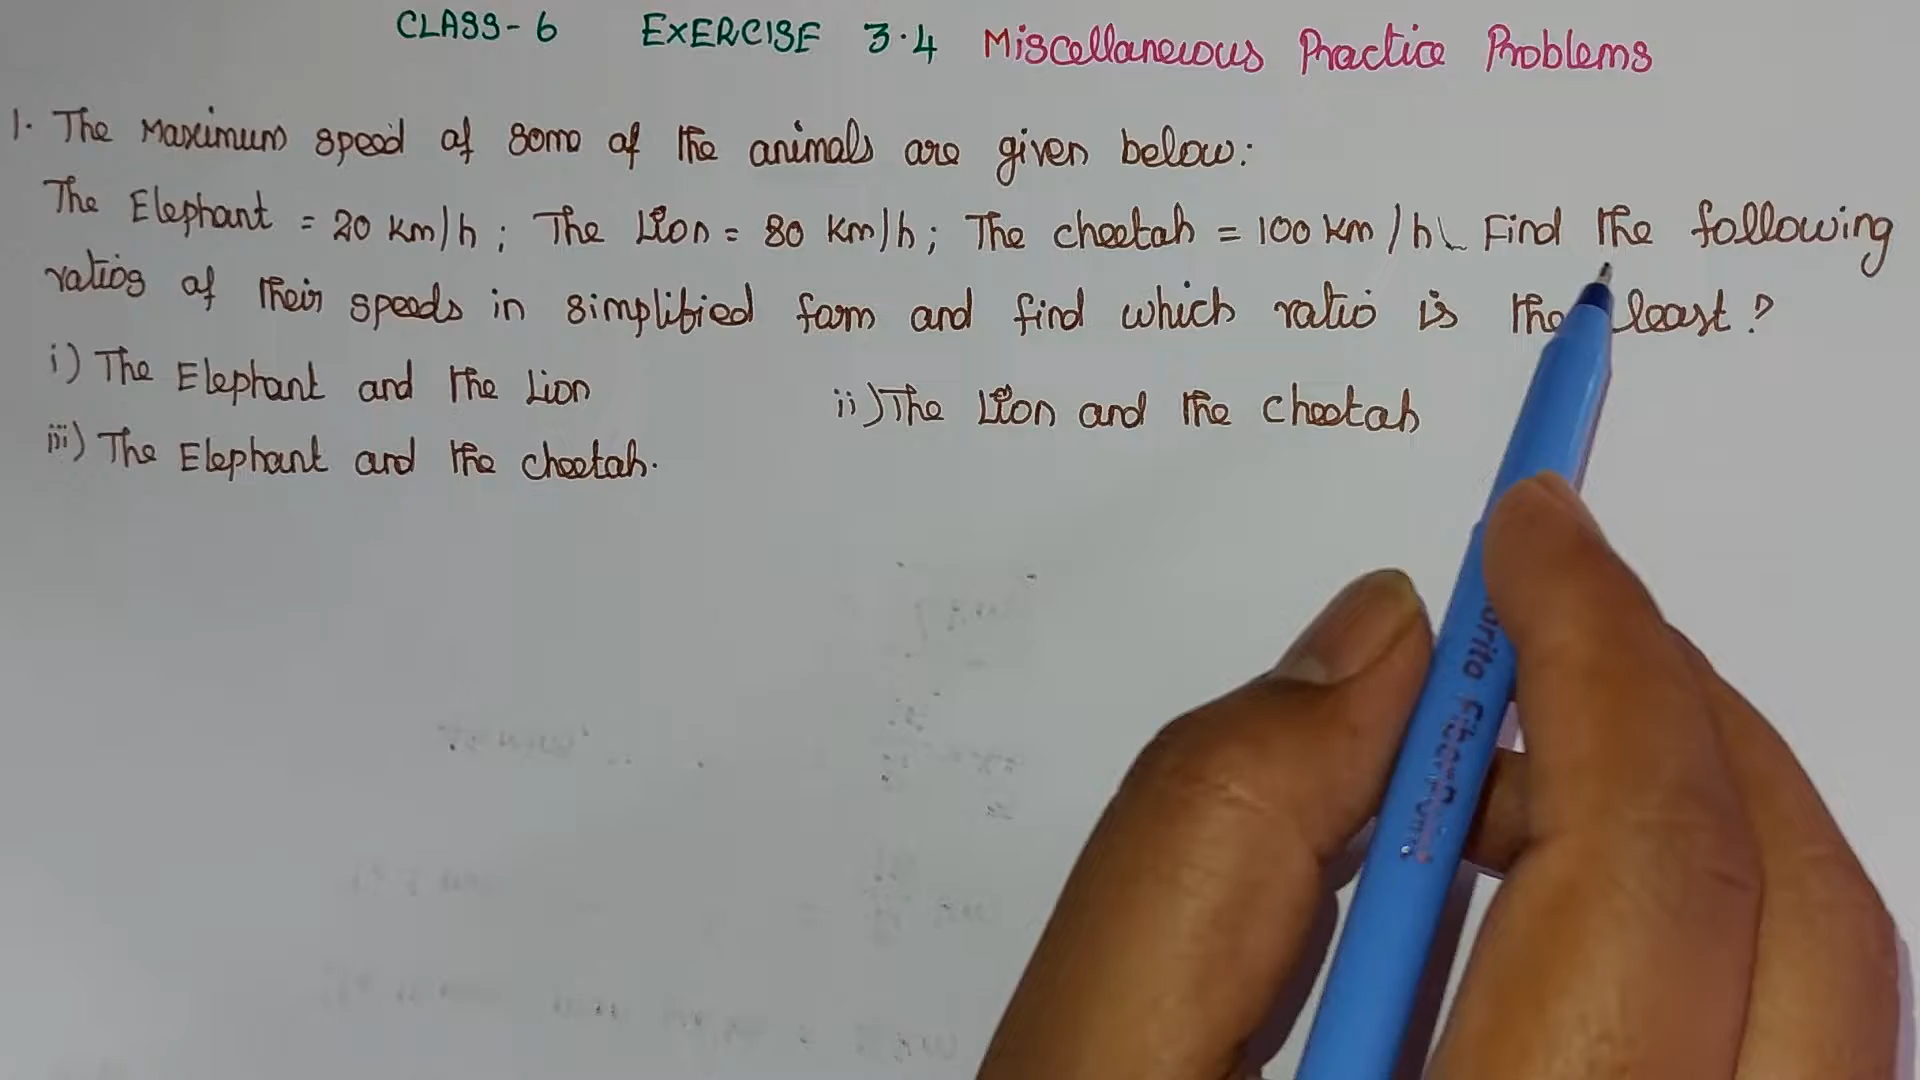 CLASS-6 EXERCISE 3.4 Miscellaneous Practice Problems
1. The Maximum speed of some of the animals are given below:
The Elephant = 20 km/h; The Lion = 80 km/h; The cheetah = 100 km/h Find the following
ratios of their speeds in simplified form and find which ratio is the least?
i) The Elephant and the Lion ii) The Lion and the cheetah
iii) The Elephant and the cheetah.